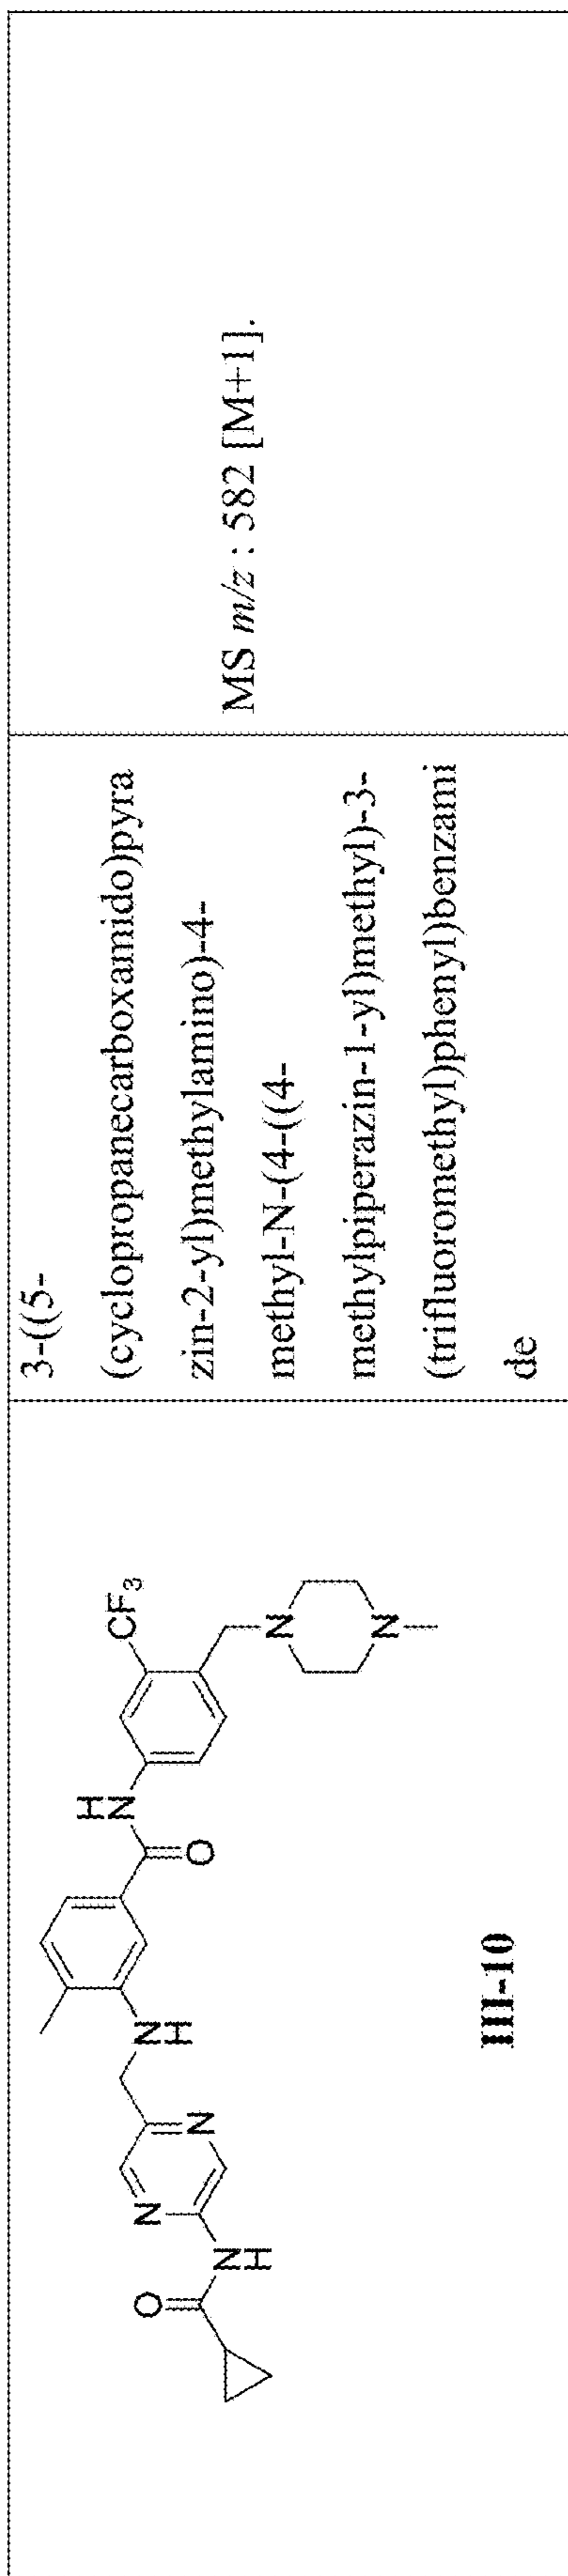 O
N
H
N
N
N
H
O
H
N
CF3
N
N
III-10
3-((5-
(cyclopropanecarboxamido)pyra
zin-2-yl)methylamino)-4-
methyl-N-(4-((4-
methylpiperazin-1-yl)methyl)-3-
(trifluoromethyl)phenyl)benzami
de
MS m/z : 582 [M+1].